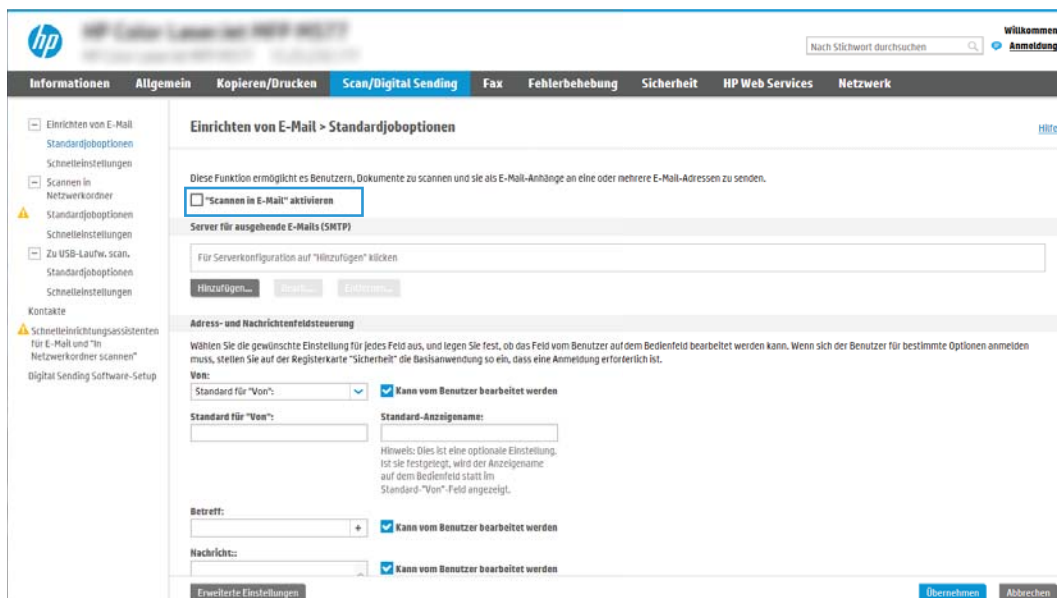 hp
Willkommen
Nach Stichwort durchsuchen
Anmeldung
Informationen Allgemein Kopieren/Drucken Scan/Digital Sending Fax Fehlerbehebung Sicherheit HP Web Services Netzwerk
Einrichten von E-Mail
Standardjoboptionen
Schnelleinstellungen
Scannen in
Netzwerkordner
Standardjoboptionen
Schnelleinstellungen
Zu USB-Laufw. scan.
Standardjoboptionen
Schnelleinstellungen
Kontakte
Schnelleinrichtungsassistenten
für E-Mail und "In
Netzwerkordner scannen"
Digital Sending Software-Setup
Einrichten von E-Mail > Standardjoboptionen
Hilfe
Diese Funktion ermöglicht es Benutzern, Dokumente zu scannen und sie als E-Mail-Anhänge an eine oder mehrere E-Mail-Adressen zu senden.
"Scannen in E-Mail" aktivieren
Server für ausgehende E-Mails (SMTP)
Für Serverkonfiguration auf "Hinzufügen" klicken
Hinzufügen... Bearb... Entfernen...
Adress- und Nachrichtenfeldsteuerung
Wählen Sie die gewünschte Einstellung für jedes Feld aus, und legen Sie fest, ob das Feld vom Benutzer auf dem Bedienfeld bearbeitet werden kann. Wenn sich der Benutzer für bestimmte Optionen anmelden
muss, stellen Sie auf der Registerkarte "Sicherheit" die Basisanwendung so ein, dass eine Anmeldung erforderlich ist.
Von:
Standard für "Von": Kann vom Benutzer bearbeitet werden
Standard für "Von": Standard-Anzeigename:
Hinweis: Dies ist eine optionale Einstellung.
Ist sie festgelegt, wird der Anzeigename
auf dem Bedienfeld statt im
Standard-"Von"-Feld angezeigt.
Betreff:
+ Kann vom Benutzer bearbeitet werden
Nachricht::
Kann vom Benutzer bearbeitet werden
Erweiterte Einstellungen Übernehmen Abbrechen